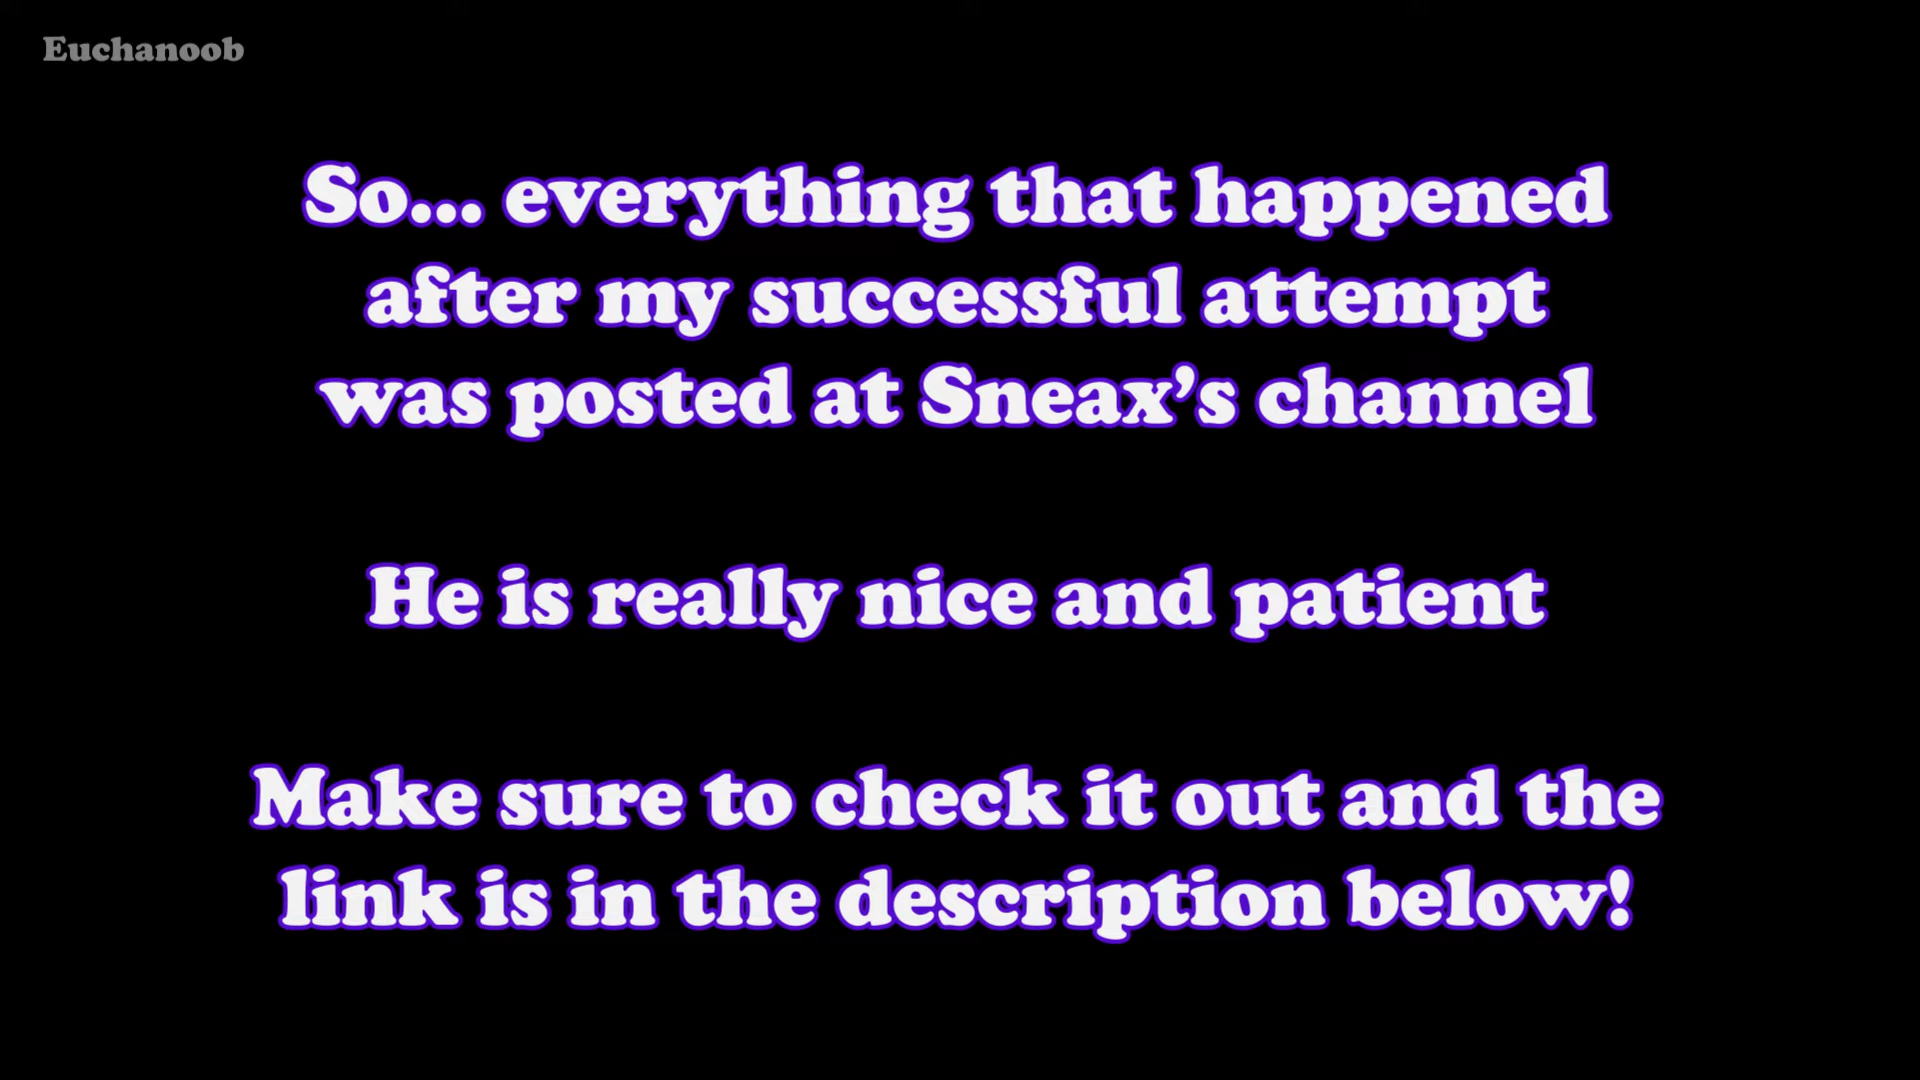 Euchanoob
So... everything that happened
after my successful attempt
was posted at Sneax's channel
He is really nice and patient
Make sure to check it out and the
link is in the description below!